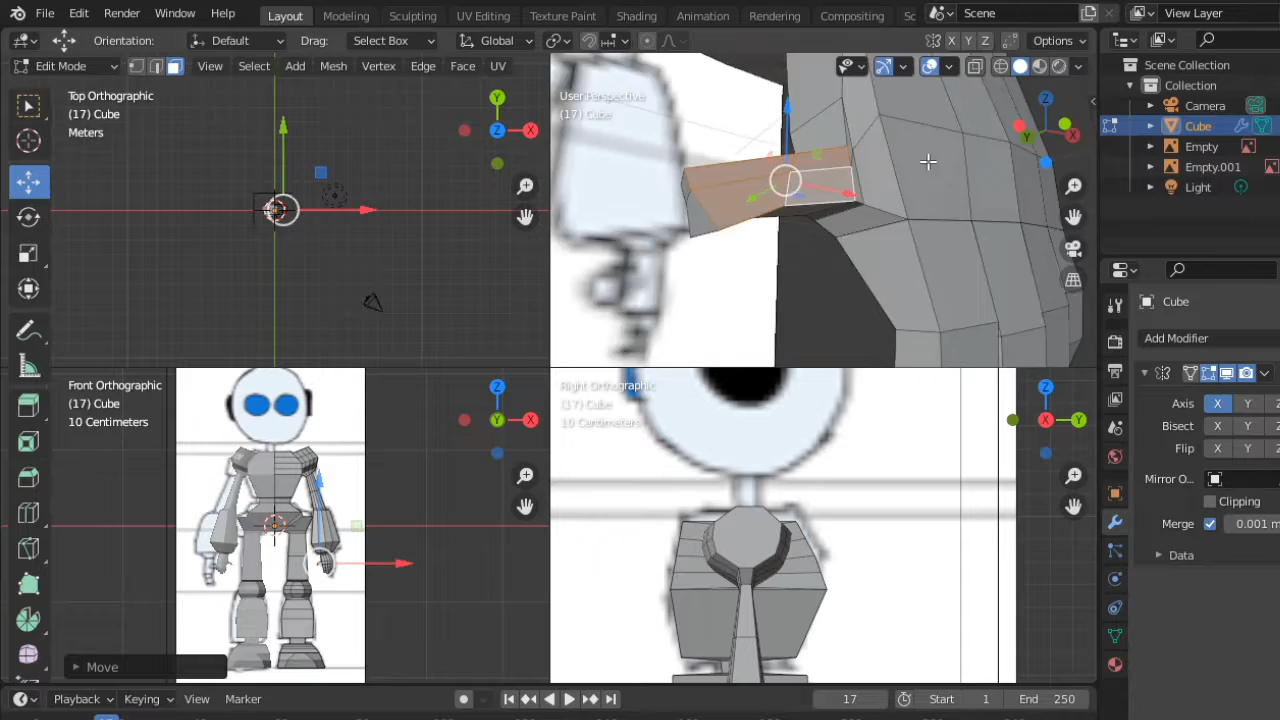 File Edit Render Window Help Layout Modeling Sculpting UV Editing Texture Paint Shading Animation Rendering Compositing Sc Scene View Layer
Orientation: Default Drag: Select Box Global X Y Z Options
Edit Mode View Select Add Mesh Vertex Edge Face UV
Scene Collection
Collection
Camera
Cube
Empty
Empty.001
Light
Top Orthographic
(17) Cube
Meters
Y
Z
X
User Perspective
(17) Cube
Z
Y
X
Front Orthographic
(17) Cube
10 Centimeters
Z
Y
X
Right Orthographic
(17) Cube
10 Centimeters
Z
X
Y
Move
Cube
Add Modifier
Axis X Y Z
Bisect X Y Z
Flip X Y Z
Mirror O...
Clipping
Merge 0.001 m
Data
Playback Keying View Marker 17 Start 1 End 250